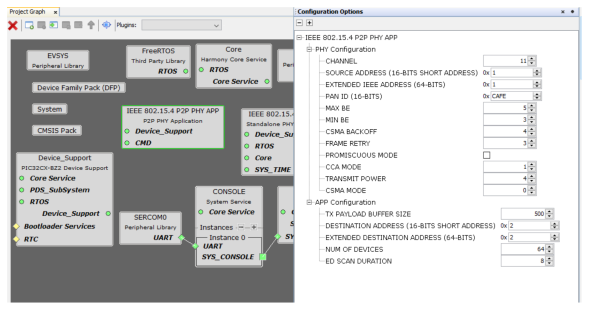 Project Graph x
Plugins:
EVSYS
Peripheral Library
FreeRTOS
Third Party Library
RTOS
Core
Harmony Core Service
RTOS
Core Service
Peri
Device Family Pack (DFP)
System
CMSIS Pack
IEEE 802.15.4 P2P PHY APP
P2P PHY Application
Device_Support
CMD
IEEE 802.15.4
Standalone PHY
Device_Su
RTOS
Core
SYS_TIME
Device_Support
PIC32CX-BZ2 Device Support
Core Service
PDS_SubSystem
RTOS
Device_Support
Bootloader Services
RTC
SERCOM0
Peripheral Library
UART
CONSOLE
System Service
Core Service
Instances - +
Instance 0
UART
SYS_CONSOLE
SY
Configuration Options x
IEEE 802.15.4 P2P PHY APP
PHY Configuration
CHANNEL 11
SOURCE ADDRESS (16-BITS SHORT ADDRESS) 0x 1
EXTENDED IEEE ADDRESS (64-BITS) 0x 1
PAN ID (16-BITS) 0x CAFE
MAX BE 5
MIN BE 3
CSMA BACKOFF 4
FRAME RETRY 3
PROMISCUOUS MODE
CCA MODE 1
TRANSMIT POWER 4
CSMA MODE 0
APP Configuration
TX PAYLOAD BUFFER SIZE 500
DESTINATION ADDRESS (16-BITS SHORT ADDRESS) 0x 2
EXTENDED DESTINATION ADDRESS (64-BITS) 0x 2
NUM OF DEVICES 64
ED SCAN DURATION 8